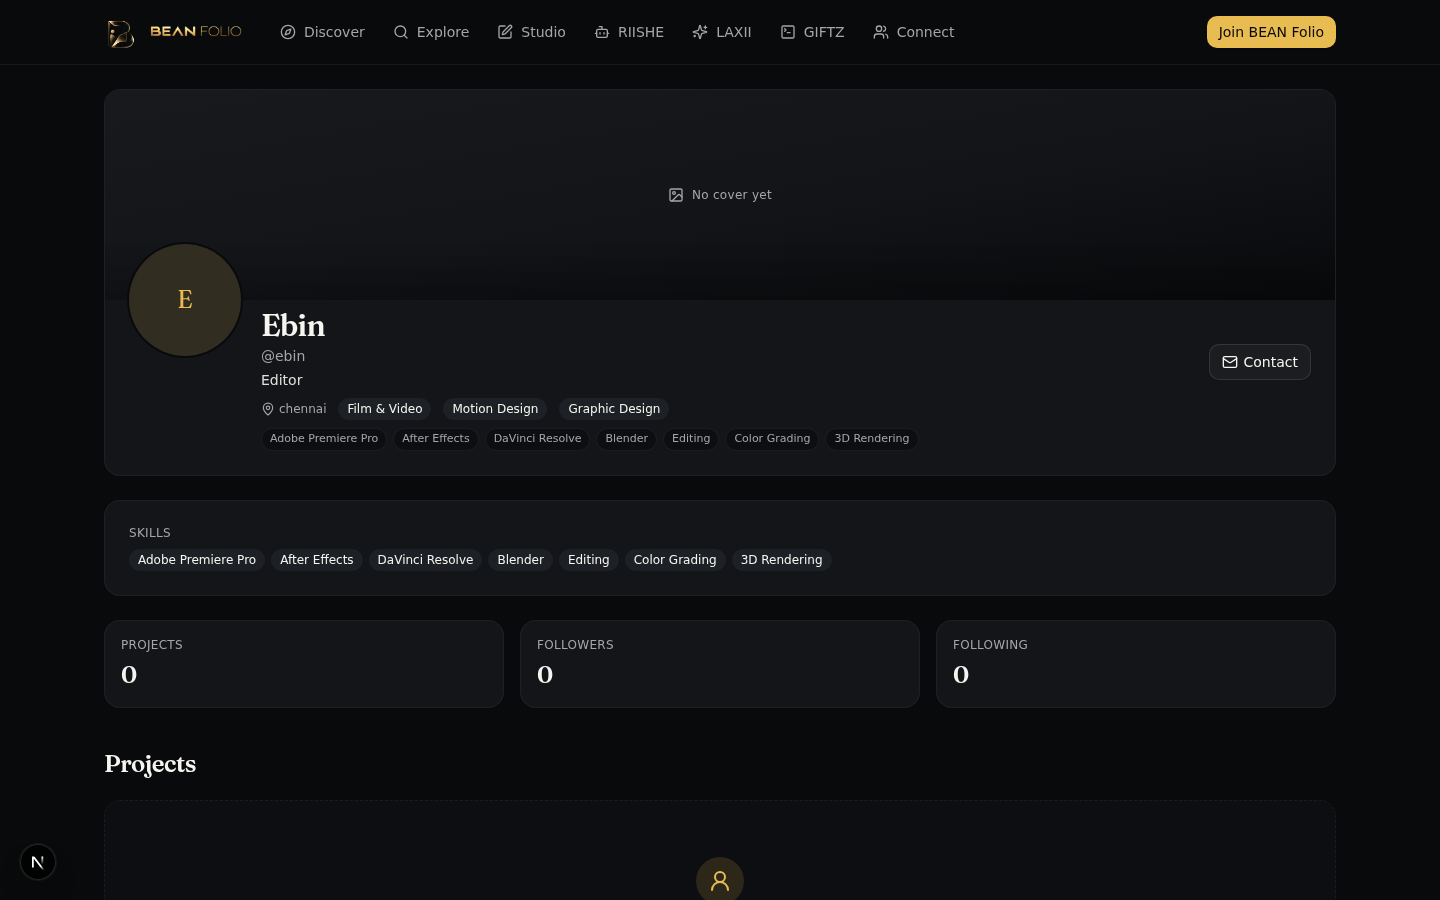 BEAN FOLIO Discover Explore Studio RIISHE LAXII GIFTZ Connect Join BEAN Folio
No cover yet
E
Ebin
@ebin
Editor
Contact
chennai Film & Video Motion Design Graphic Design
Adobe Premiere Pro After Effects DaVinci Resolve Blender Editing Color Grading 3D Rendering
SKILLS
Adobe Premiere Pro After Effects DaVinci Resolve Blender Editing Color Grading 3D Rendering
PROJECTS FOLLOWERS FOLLOWING
0 0 0
Projects
N